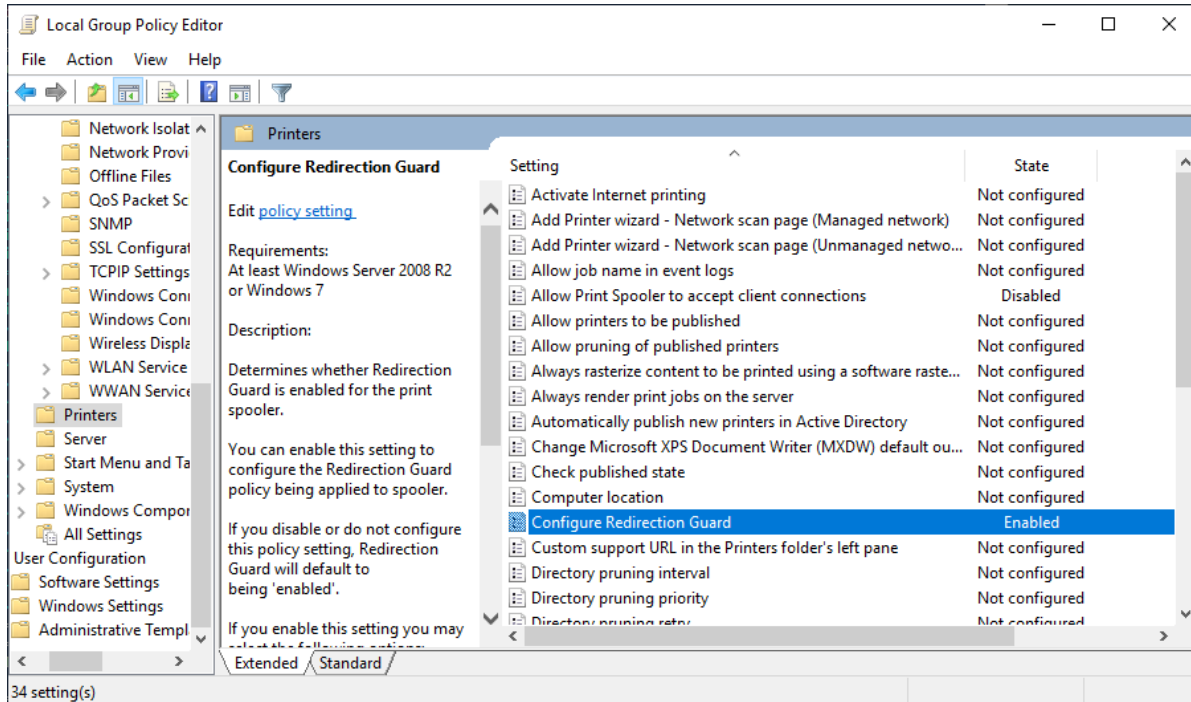 Local Group Policy Editor
File Action View Help
Network Isolat
Network Provi
Offline Files
QoS Packet Sc
SNMP
SSL Configurat
TCPIP Settings
Windows Con
Windows Con
Wireless Displa
WLAN Service
WWAN Service
Printers
Server
Start Menu and Ta
System
Windows Compor
All Settings
User Configuration
Software Settings
Windows Settings
Administrative Templ
Printers
Configure Redirection Guard
Edit policy setting
Requirements:
At least Windows Server 2008 R2
or Windows 7
Description:
Determines whether Redirection
Guard is enabled for the print
spooler.
You can enable this setting to
configure the Redirection Guard
policy being applied to spooler.
If you disable or do not configure
this policy setting, Redirection
Guard will default to
being 'enabled'.
If you enable this setting you may
select the following options:
Setting State
Activate Internet printing Not configured
Add Printer wizard - Network scan page (Managed network) Not configured
Add Printer wizard - Network scan page (Unmanaged netwo... Not configured
Allow job name in event logs Not configured
Allow Print Spooler to accept client connections Disabled
Allow printers to be published Not configured
Allow pruning of published printers Not configured
Always rasterize content to be printed using a software raste... Not configured
Always render print jobs on the server Not configured
Automatically publish new printers in Active Directory Not configured
Change Microsoft XPS Document Writer (MXDW) default ou... Not configured
Check published state Not configured
Computer location Not configured
Configure Redirection Guard Enabled
Custom support URL in the Printers folder's left pane Not configured
Directory pruning interval Not configured
Directory pruning priority Not configured
Directory pruning retry Not configured
Extended Standard
34 setting(s)